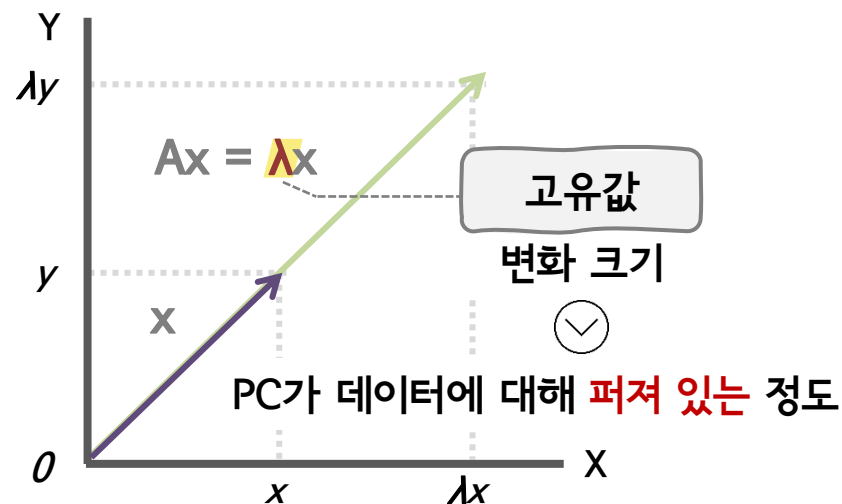 Y
λy
Ax = λx
고유값
변화 크기
y
x
PC가 데이터에 대해 퍼져 있는 정도
0
X
x
λx